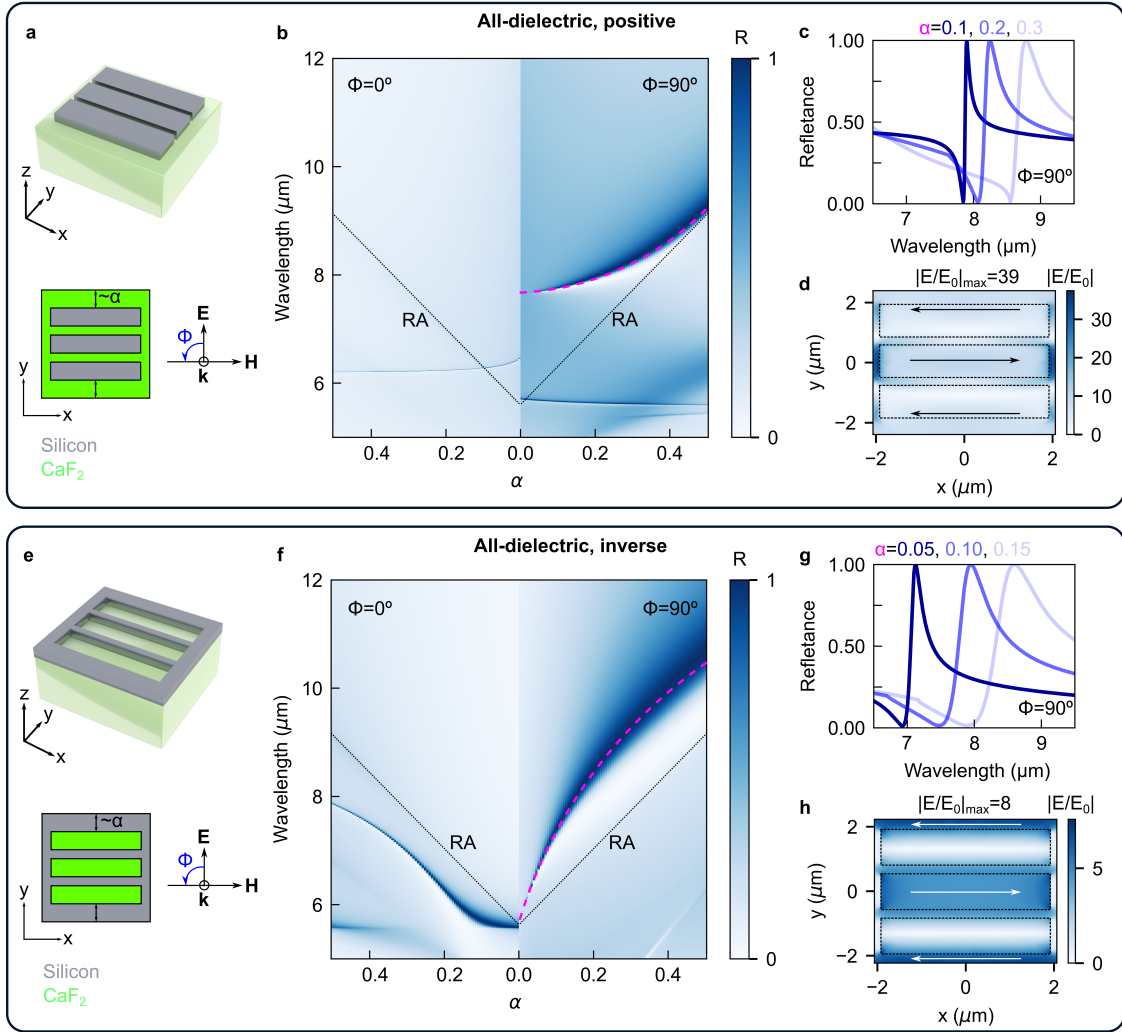 All-dielectric, positive
a
z
y
x
~α
E
Φ
H
k
y
x
Silicon
CaF2
b
R
Φ=0º
Φ=90º
RA
RA
Wavelength (μm)
12
10
8
6
0.4
0.2
0.0
0.2
0.4
α
1
0
c
α=0.1, 0.2, 0.3
Refletance
1.00
0.50
0.00
Φ=90º
7
8
9
Wavelength (μm)
d
|E/E0|max=39
|E/E0|
y (μm)
2
0
−2
−2
0
2
x (μm)
30
20
10
0
All-dielectric, inverse
e
z
y
x
~α
E
Φ
H
k
y
x
Silicon
CaF2
f
R
Φ=0º
Φ=90º
RA
RA
Wavelength (μm)
12
10
8
6
0.4
0.2
0.0
0.2
0.4
α
1
0
g
α=0.05, 0.10, 0.15
Refletance
1.00
0.50
0.00
Φ=90º
7
8
9
Wavelength (μm)
h
|E/E0|max=8
|E/E0|
y (μm)
2
0
−2
−2
0
2
x (μm)
5
0